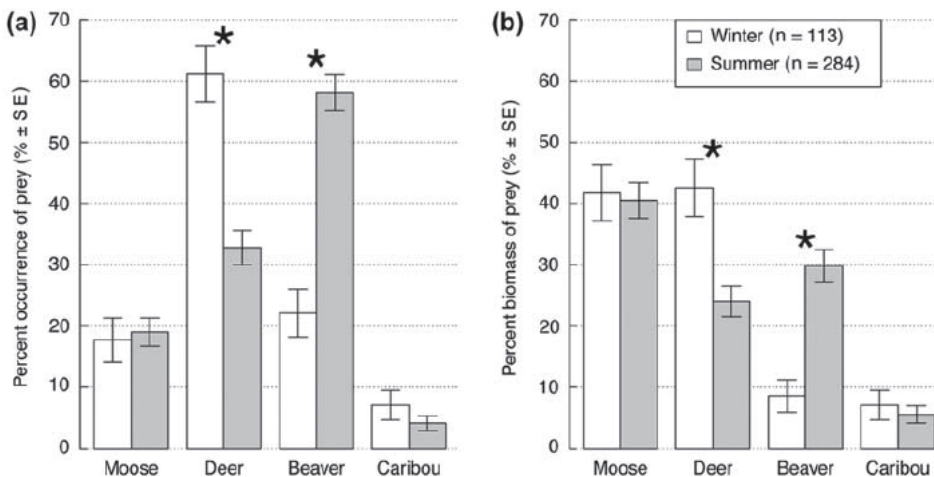 (a)
Percent occurrence of prey (% ± SE)
70
60
50
40
30
20
10
0
*
*
Moose Deer Beaver Caribou
(b)
Percent biomass of prey (% ± SE)
70
60
50
40
30
20
10
0
Winter (n = 113)
Summer (n = 284)
*
*
Moose Deer Beaver Caribou